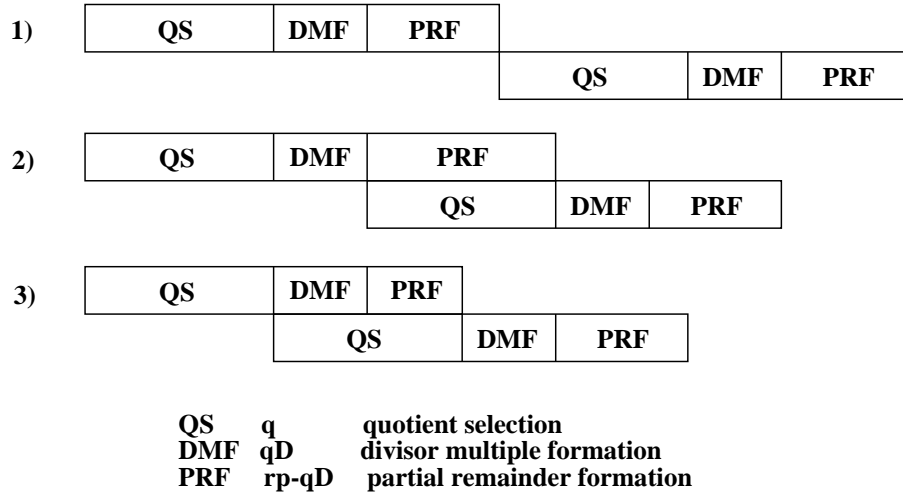 1) QS DMF PRF
QS DMF PRF
2) QS DMF PRF
QS DMF PRF
3) QS DMF PRF
QS DMF PRF
QS q quotient selection
DMF qD divisor multiple formation
PRF rp-qD partial remainder formation